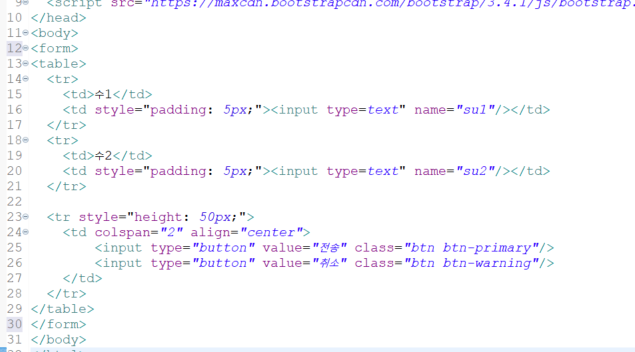 9 <script src="https://maxcdn.bootstrapcdn.com/bootstrap/3.4.1/js/bootstrap.
10 </head>
11 <body>
12 <form>
13 <table>
14 <tr>
15 <td>수1</td>
16 <td style="padding: 5px;"><input type=text" name="su1"/></td>
17 </tr>
18 <tr>
19 <td>수2</td>
20 <td style="padding: 5px;"><input type=text" name="su2"/></td>
21 </tr>
22
23 <tr style="height: 50px;">
24 <td colspan="2" align="center">
25 <input type="button" value="전송" class="btn btn-primary"/>
26 <input type="button" value="취소" class="btn btn-warning"/>
27 </td>
28 </tr>
29 </table>
30 </form>
31 </body>